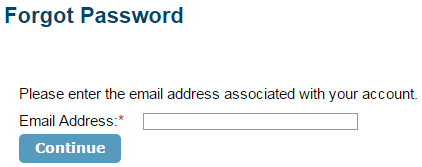 Forgot Password
Please enter the email address associated with your account.
Email Address:*
Continue